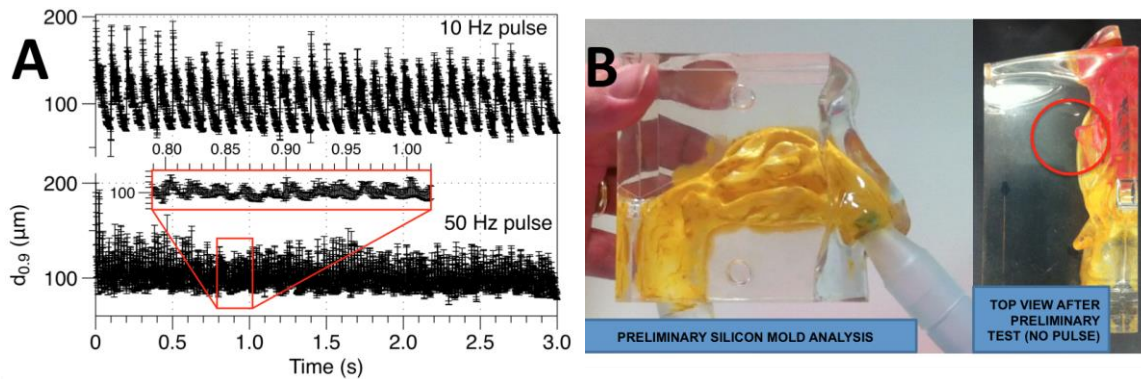 A
200
10 Hz pulse
100
0.80 0.85 0.90 0.95 1.00
100
200
50 Hz pulse
d0.9 (µm)
100
0 0.5 1.0 1.5 2.0 2.5 3.0
Time (s)
B
PRELIMINARY SILICON MOLD ANALYSIS
TOP VIEW AFTER
PRELIMINARY
TEST (NO PULSE)